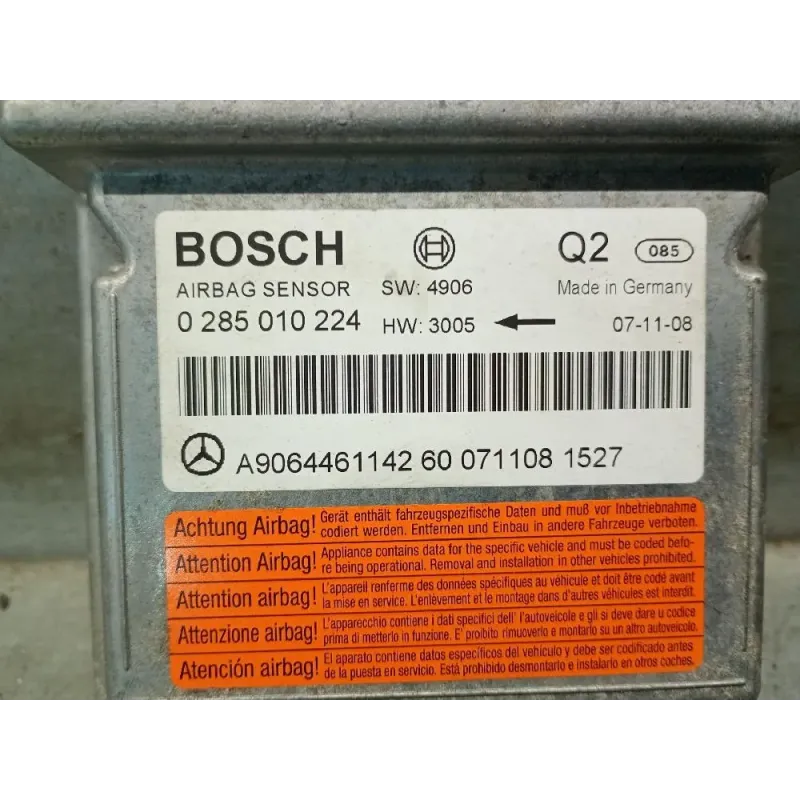 BOSCH Q2 085
AIRBAG SENSOR SW: 4906 Made in Germany
0 285 010 224 HW: 3005 07-11-08
A9064461142 60 071108 1527
Achtung Airbag! Gerät enthält fahrzeugspezifische Daten und muß vor Inbetriebnahme
codiert werden. Entfernen und Einbau in andere Fahrzeuge verboten.
Attention Airbag! Appliance contains data for the specific vehicle and must be coded befo-
re being operational. Removal and installation in other vehicles prohibited.
Attention airbag! L'appareil renferme des données spécifiques au véhicule et doit être codé avant
la mise en service. L'enlèvement et le montage dans d'autres véhicules est interdit.
Attenzione airbag! L'apparecchio contiene i dati specifici dell' l'autoveicole e gli si deve dare u codice
prima di metterlo in funzione. E' proibito rimuoverlo e montarlo su un altro autoveicolo.
Atención airbag! El aparato contiene datos específicos del vehículo y debe ser codificado antes
de la puesta en servicio. Está prohibido desmontarlo e instalarlo en otros coches.